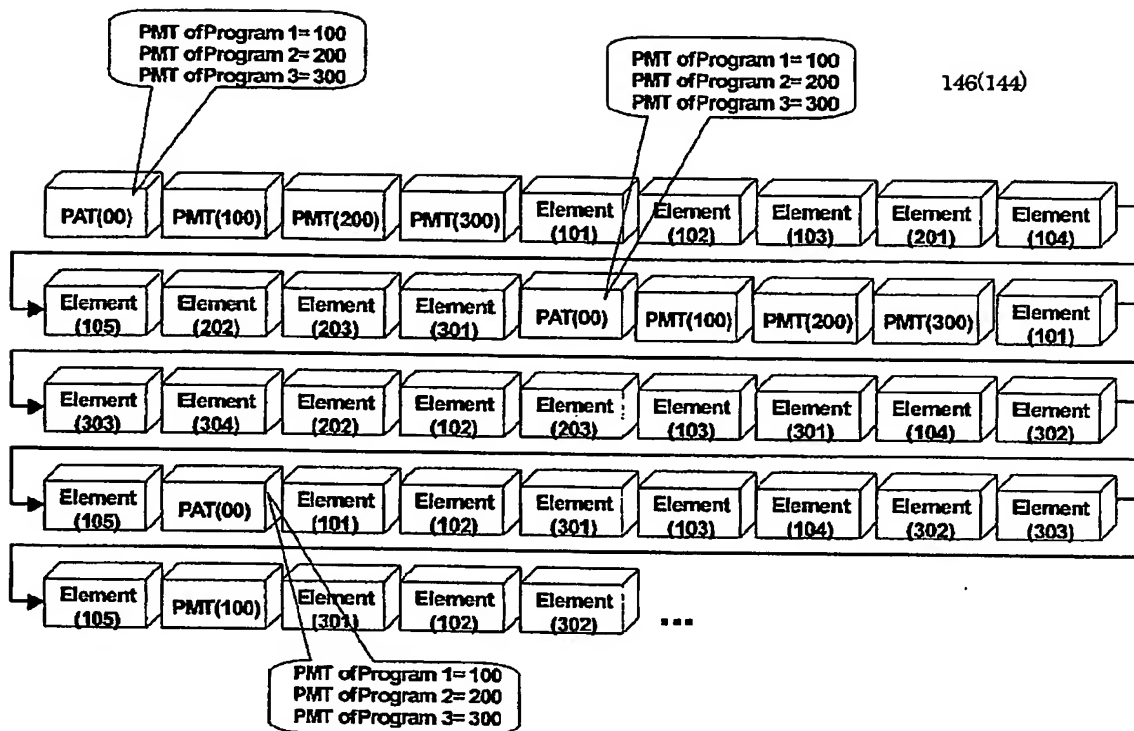 PMT of Program 1= 100
PMT of Program 2= 200
PMT of Program 3= 300
PMT of Program 1= 100
PMT of Program 2= 200
PMT of Program 3= 300
146(144)
PAT(00) PMT(100) PMT(200) PMT(300) Element (101) Element (102) Element (103) Element (201) Element (104)
Element (105) Element (202) Element (203) Element (301) PAT(00) PMT(100) PMT(200) PMT(300) Element (101)
Element (303) Element (304) Element (202) Element (102) Element (203) Element (103) Element (301) Element (104) Element (302)
Element (105) PAT(00) Element (101) Element (102) Element (301) Element (103) Element (104) Element (302) Element (303)
Element (105) PMT(100) Element (301) Element (102) Element (302) ...
PMT of Program 1= 100
PMT of Program 2= 200
PMT of Program 3= 300